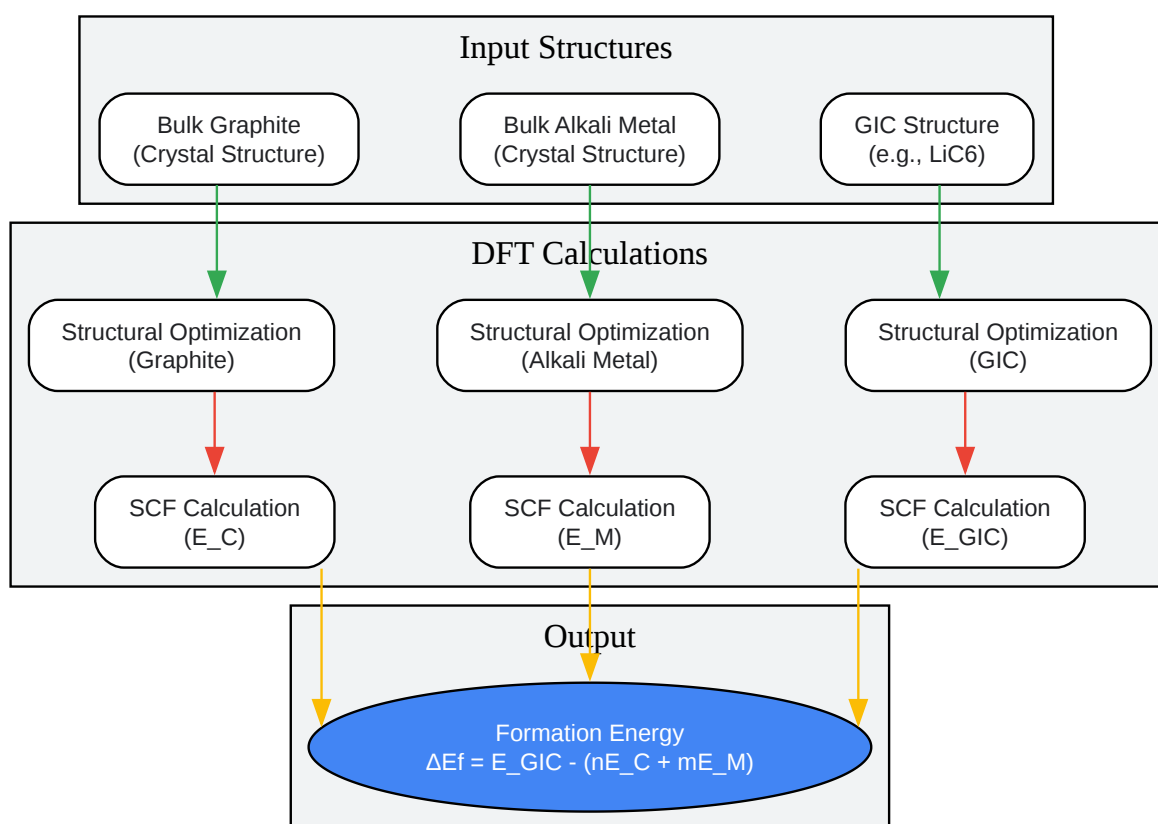 Input Structures
Bulk Graphite
(Crystal Structure)
Bulk Alkali Metal
(Crystal Structure)
GIC Structure
(e.g., LiC6)
DFT Calculations
Structural Optimization
(Graphite)
Structural Optimization
(Alkali Metal)
Structural Optimization
(GIC)
SCF Calculation
(E_C)
SCF Calculation
(E_M)
SCF Calculation
(E_GIC)
Output
Formation Energy
ΔEf = E_GIC - (nE_C + mE_M)